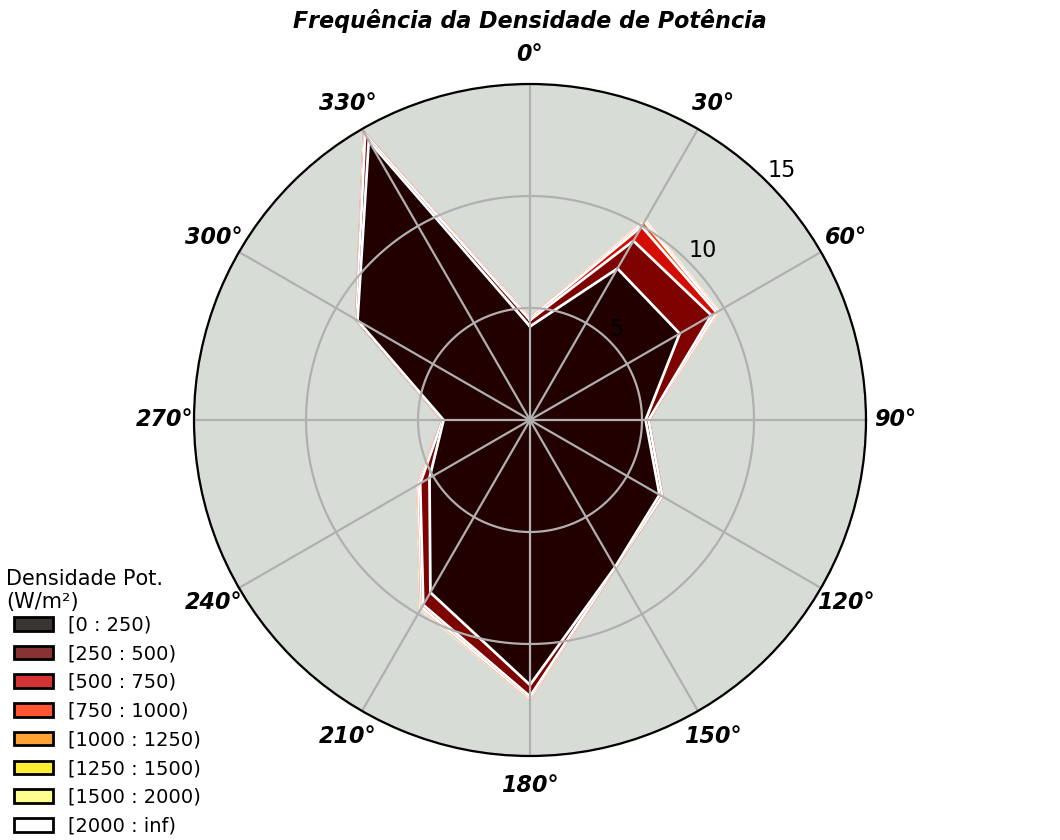 Frequência da Densidade de Potência
0°
330°
30°
15
300°
60°
10
5
270°
90°
240°
120°
210°
150°
180°
Densidade Pot.
(W/m²)
[0 : 250)
[250 : 500)
[500 : 750)
[750 : 1000)
[1000 : 1250)
[1250 : 1500)
[1500 : 2000)
[2000 : inf)